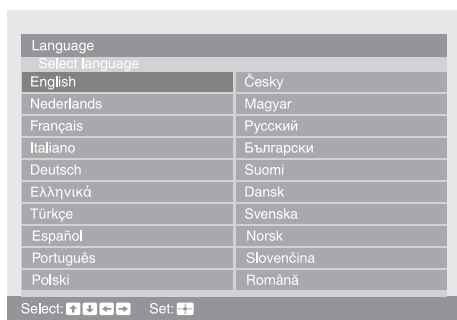 Language
Select language
English
Nederlands
Français
Italiano
Deutsch
Ελληνικά
Türkçe
Español
Português
Polski
Česky
Magyar
Русский
Български
Suomi
Dansk
Svenska
Norsk
Slovenčina
Română
Select: Set: